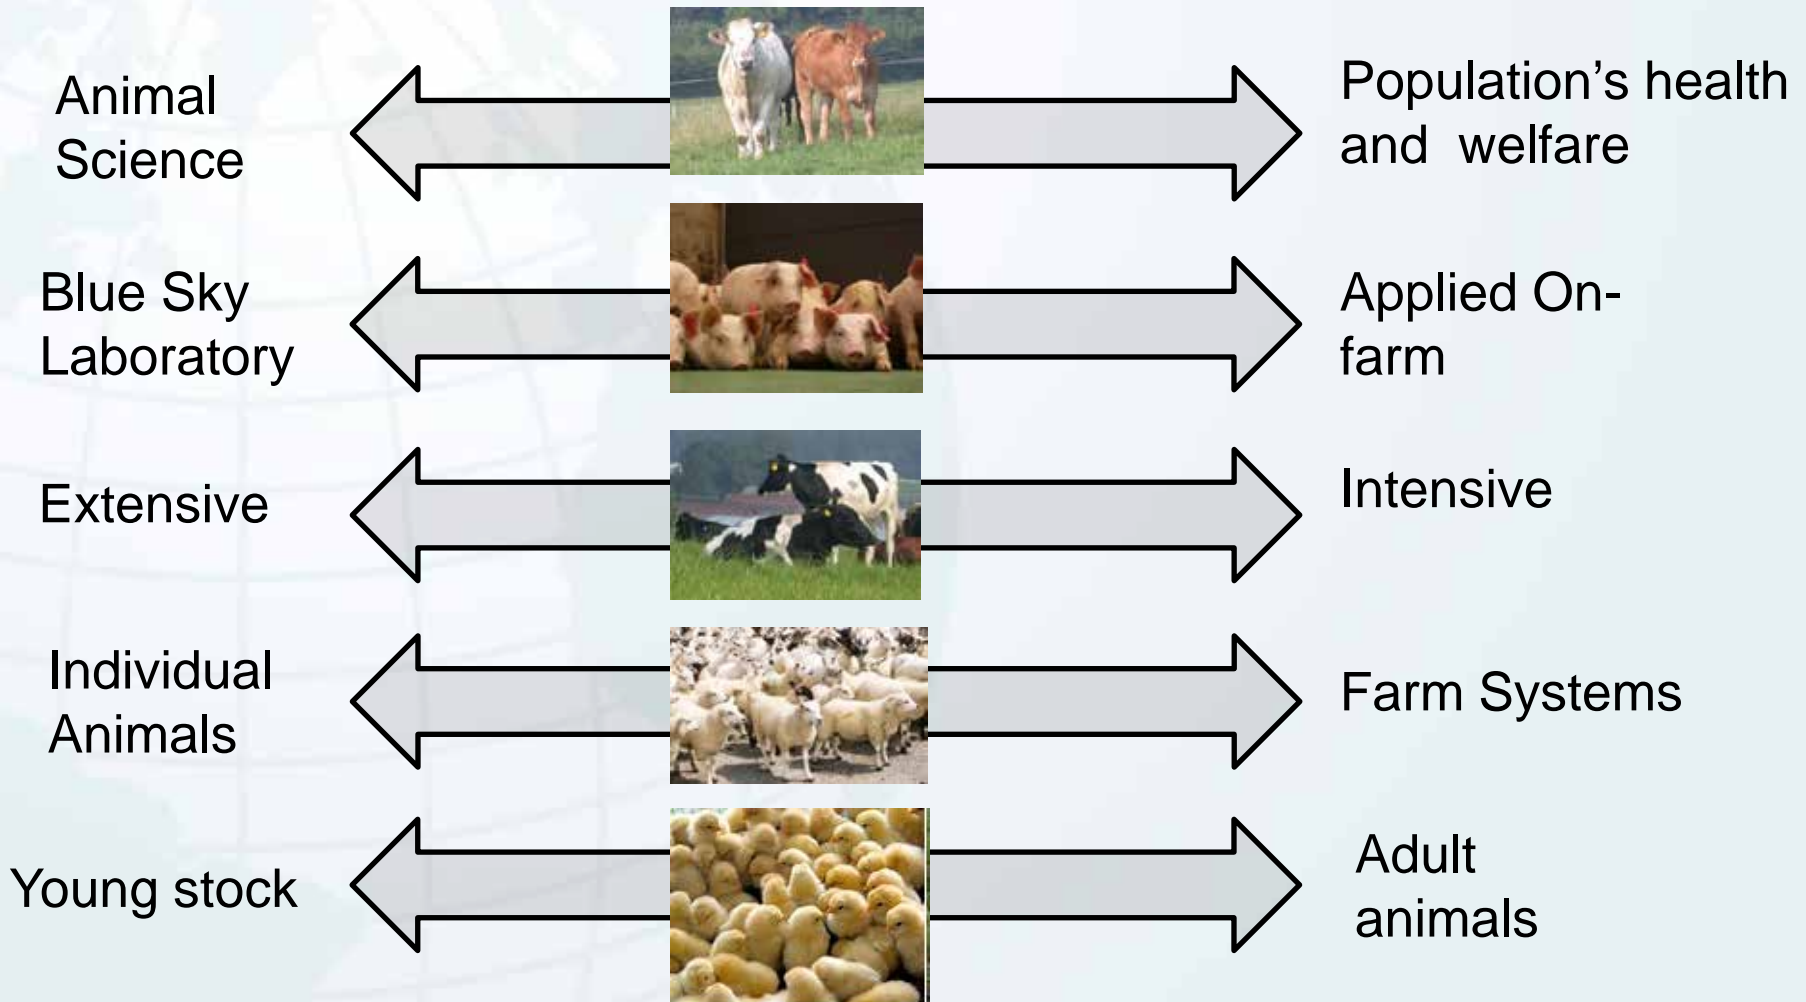 Animal
Science
Population’s health
and  welfare
Blue Sky
Laboratory
Applied On-
farm
Extensive
Intensive
Individual
Animals
Farm Systems
Young stock
Adult
animals